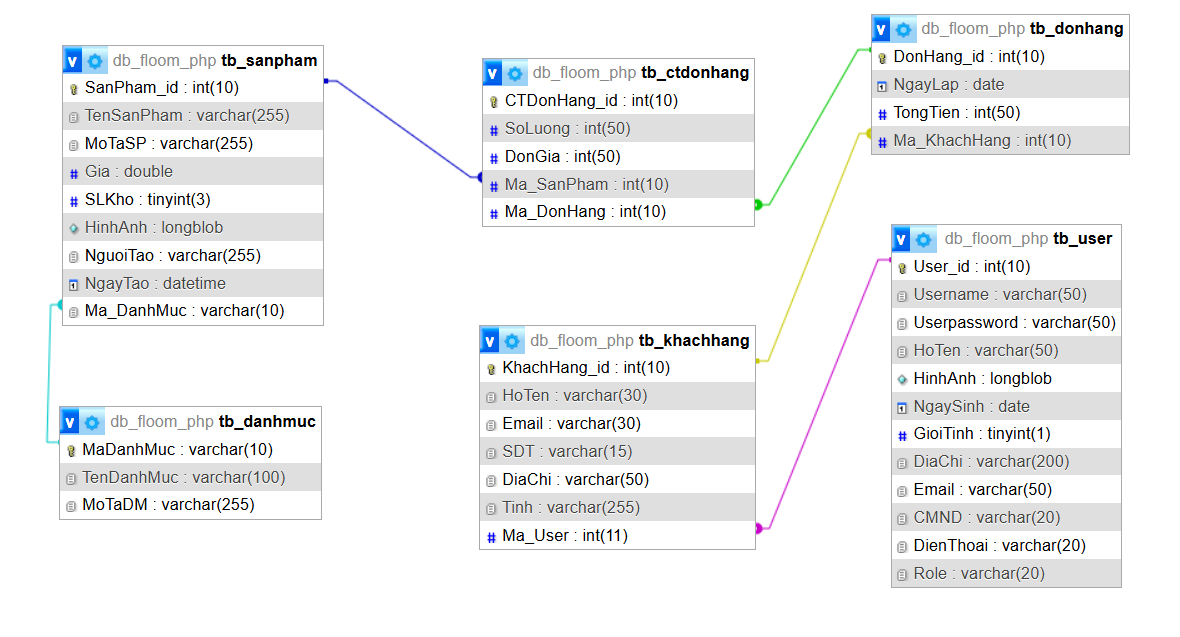 db_floom_php tb_sanpham
SanPham_id : int(10)
TenSanPham : varchar(255)
MoTaSP : varchar(255)
Gia : double
SLKho : tinyint(3)
HinhAnh : longblob
NguoiTao : varchar(255)
NgayTao : datetime
Ma_DanhMuc : varchar(10)
db_floom_php tb_danhmuc
MaDanhMuc : varchar(10)
TenDanhMuc : varchar(100)
MoTaDM : varchar(255)
db_floom_php tb_ctdonhang
CTDonHang_id : int(10)
SoLuong : int(50)
DonGia : int(50)
Ma_SanPham : int(10)
Ma_DonHang : int(10)
db_floom_php tb_khachhang
KhachHang_id : int(10)
HoTen : varchar(30)
Email : varchar(30)
SDT : varchar(15)
DiaChi : varchar(50)
Tinh : varchar(255)
Ma_User : int(11)
db_floom_php tb_donhang
DonHang_id : int(10)
NgayLap : date
TongTien : int(50)
Ma_KhachHang : int(10)
db_floom_php tb_user
User_id : int(10)
Username : varchar(50)
Userpassword : varchar(50)
HoTen : varchar(50)
HinhAnh : longblob
NgaySinh : date
GioiTinh : tinyint(1)
DiaChi : varchar(200)
Email : varchar(50)
CMND : varchar(20)
DienThoai : varchar(20)
Role : varchar(20)